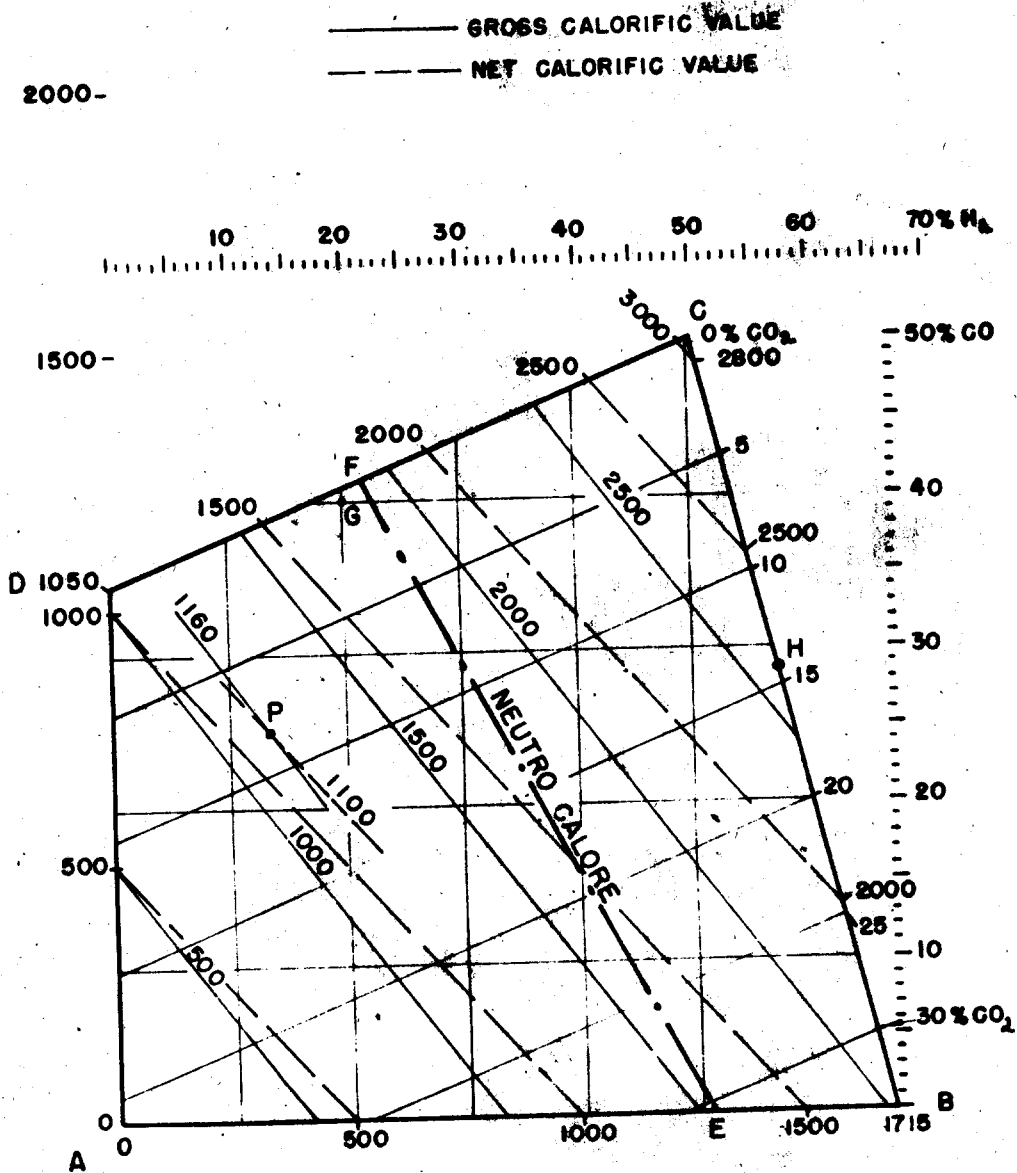 GROSS CALORIFIC VALUE
NET CALORIFIC VALUE
2000
10 20 30 40 50 60 70% H2
3000
C
0% CO2
50% CO
1500
2800
2500
2000
5
F
40
1500
G
2500
2500
D 1050
10
1000
1160
2000
30
H
15
P
NEUTRO CALORE
1500
1100
20
20
1000
500
2000
25
10
500
30% CO2
0
B
0 500 1000 E 1500 1715
A